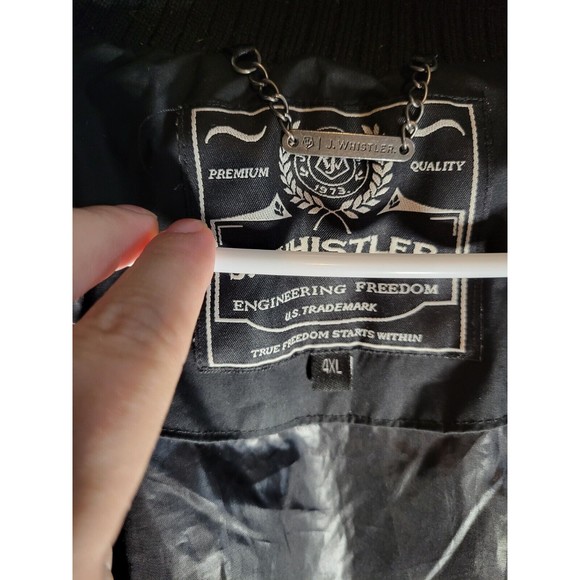 J. WHISTLER.
PREMIUM QUALITY
1973.
WHISTLER
ENGINEERING FREEDOM
U.S. TRADEMARK
TRUE FREEDOM STARTS WITHIN
4XL